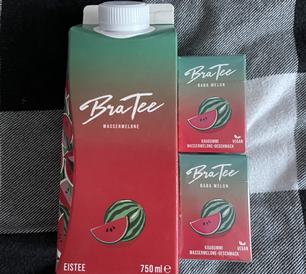 BraTee
WASSERMELONE
EISTEE
750 ml e
BraTee
BABA MELON
KAUGUMMI
WASSERMELONE-GESCHMACK
VEGAN
BraTee
BABA MELON
KAUGUMMI
WASSERMELONE-GESCHMACK
VEGAN